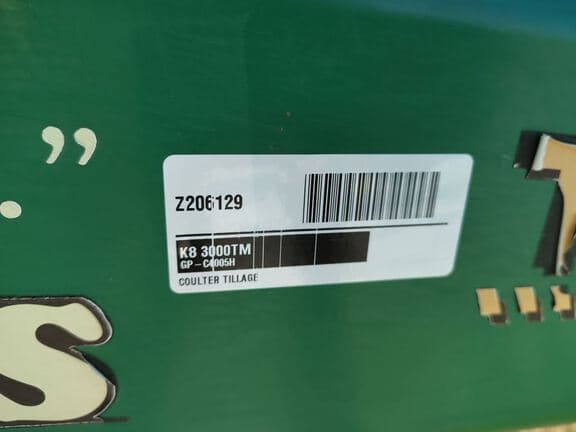 .”
Z206129
K8 3000TM
GP - C4005H
COULTER TILLAGE
S